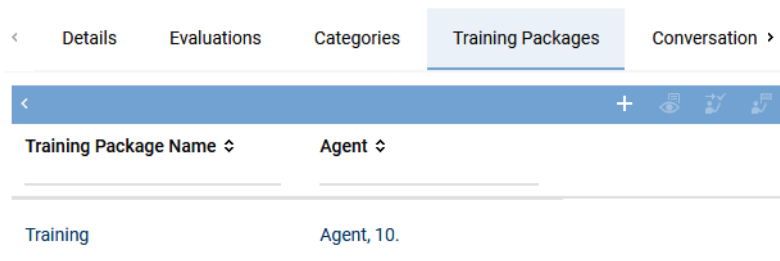 Details Evaluations Categories Training Packages Conversation
Training Package Name Agent
Training Agent, 10.